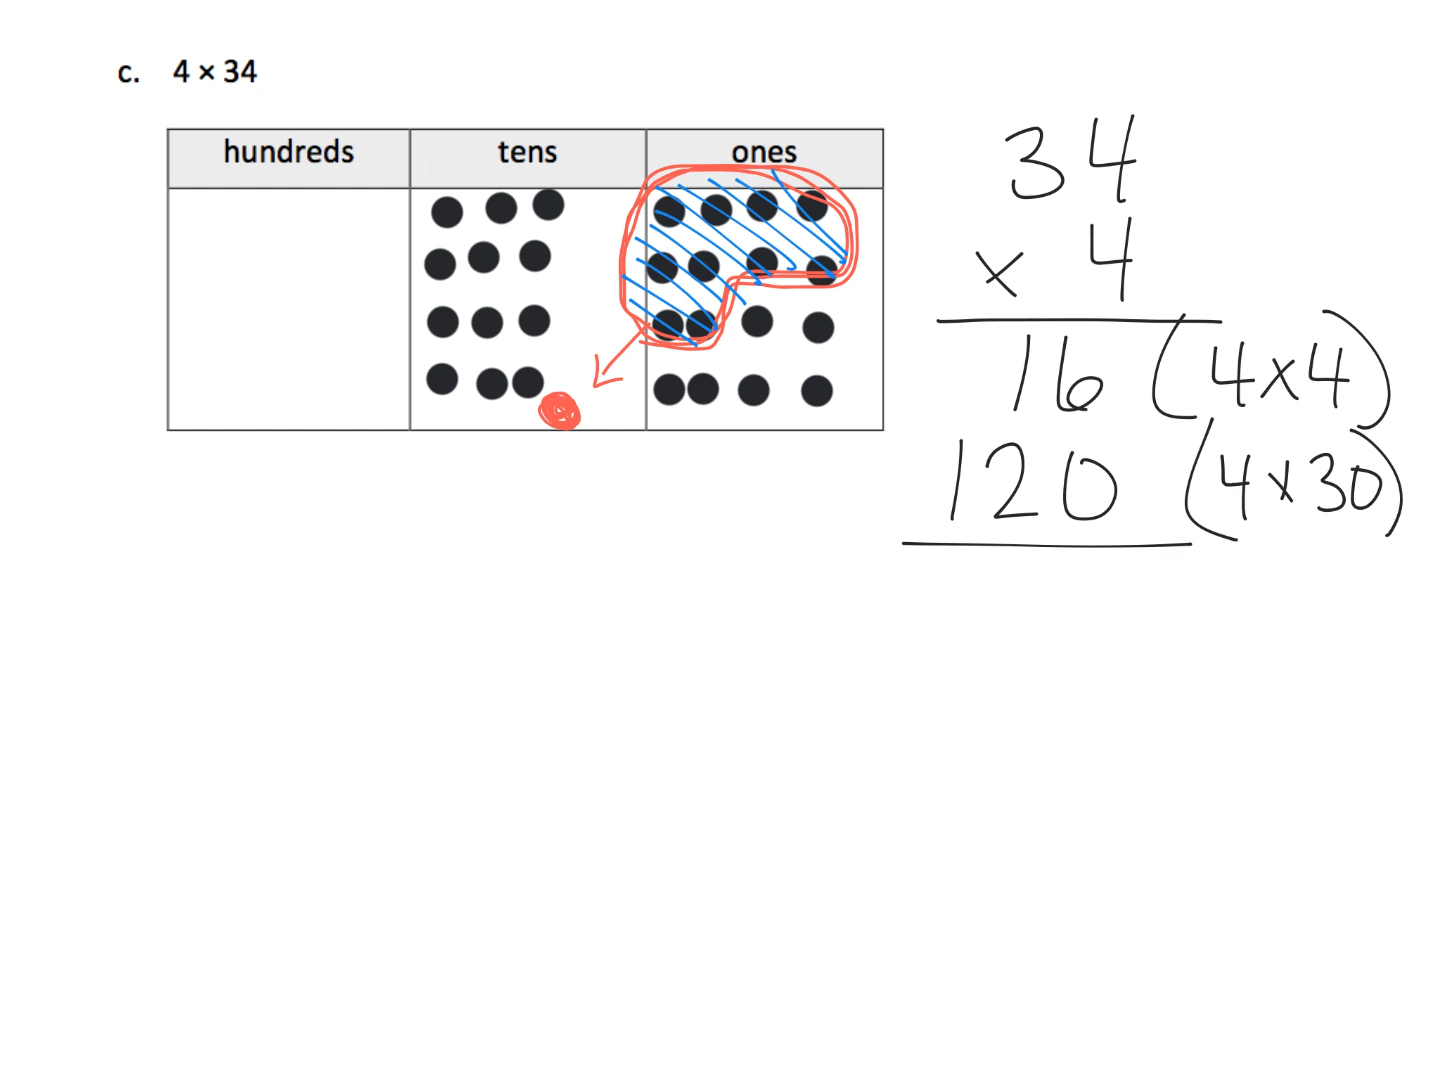 c. 4 × 34
hundreds tens ones
34
× 4
16 (4×4)
120 (4×30)